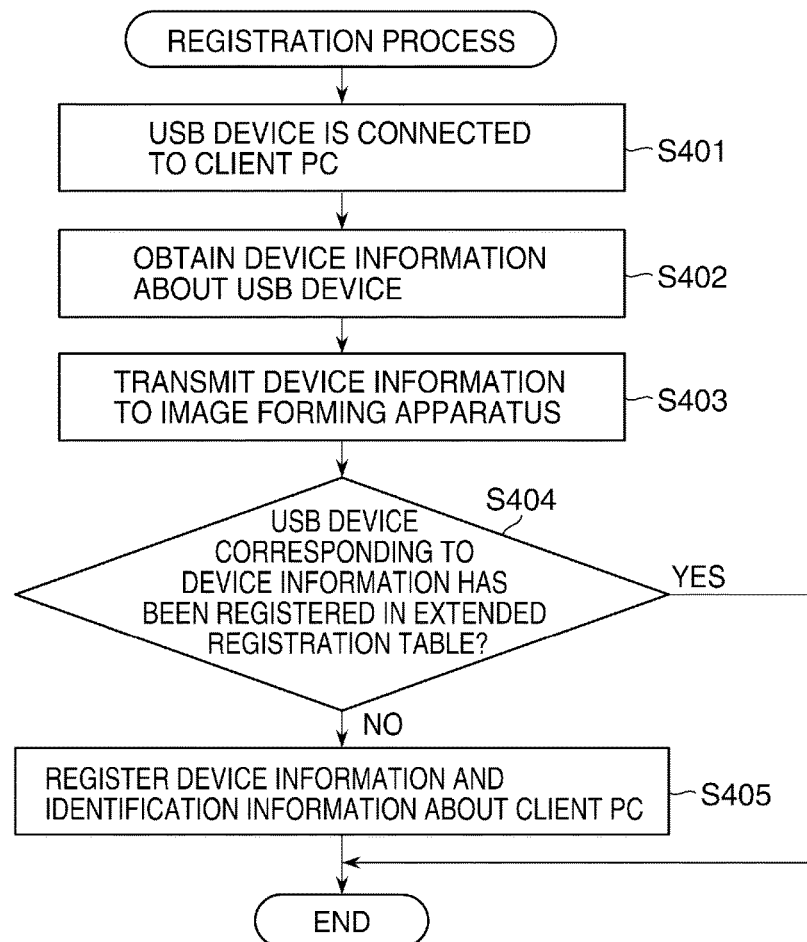 REGISTRATION PROCESS
USB DEVICE IS CONNECTED
TO CLIENT PC
S401
OBTAIN DEVICE INFORMATION
ABOUT USB DEVICE
S402
TRANSMIT DEVICE INFORMATION
TO IMAGE FORMING APPARATUS
S403
S404
USB DEVICE
CORRESPONDING TO
DEVICE INFORMATION HAS
BEEN REGISTERED IN EXTENDED
REGISTRATION TABLE?
YES
NO
REGISTER DEVICE INFORMATION AND
IDENTIFICATION INFORMATION ABOUT CLIENT PC
S405
END